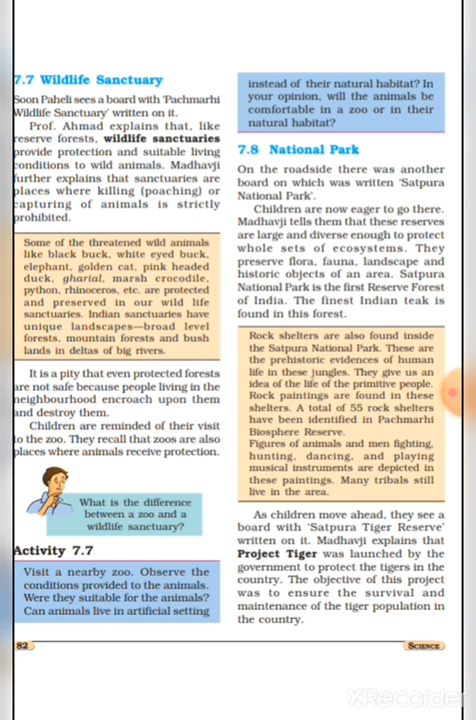 7.7 Wildlife Sanctuary
Soon Paheli sees a board with 'Pachmarhi
Wildlife Sanctuary' written on it.
Prof. Ahmad explains that, like
reserve forests, wildlife sanctuaries
provide protection and suitable living
conditions to wild animals. Madhavji
further explains that sanctuaries are
places where killing (poaching) or
capturing of animals is strictly
prohibited.
Some of the threatened wild animals
like black buck, white eyed buck,
elephant, golden cat, pink headed
duck, gharial, marsh crocodile,
python, rhinoceros, etc. are protected
and preserved in our wild life
sanctuaries. Indian sanctuaries have
unique landscapes—broad level
forests, mountain forests and bush
lands in deltas of big rivers.
It is a pity that even protected forests
are not safe because people living in the
neighbourhood encroach upon them
and destroy them.
Children are reminded of their visit
to the zoo. They recall that zoos are also
places where animals receive protection.
What is the difference
between a zoo and a
wildlife sanctuary?
Activity 7.7
Visit a nearby zoo. Observe the
conditions provided to the animals.
Were they suitable for the animals?
Can animals live in artificial setting
instead of their natural habitat? In
your opinion, will the animals be
comfortable in a zoo or in their
natural habitat?
7.8 National Park
On the roadside there was another
board on which was written 'Satpura
National Park'.
Children are now eager to go there.
Madhavji tells them that these reserves
are large and diverse enough to protect
whole sets of ecosystems. They
preserve flora, fauna, landscape and
historic objects of an area. Satpura
National Park is the first Reserve Forest
of India. The finest Indian teak is
found in this forest.
Rock shelters are also found inside
the Satpura National Park. These are
the prehistoric evidences of human
life in these jungles. They give us an
idea of the life of the primitive people.
Rock paintings are found in these
shelters. A total of 55 rock shelters
have been identified in Pachmarhi
Biosphere Reserve.
Figures of animals and men fighting,
hunting, dancing, and playing
musical instruments are depicted in
these paintings. Many tribals still
live in the area.
As children move ahead, they see a
board with 'Satpura Tiger Reserve'
written on it. Madhavji explains that
Project Tiger was launched by the
government to protect the tigers in the
country. The objective of this project
was to ensure the survival and
maintenance of the tiger population in
the country.
82
SCIENCE
XRecorder